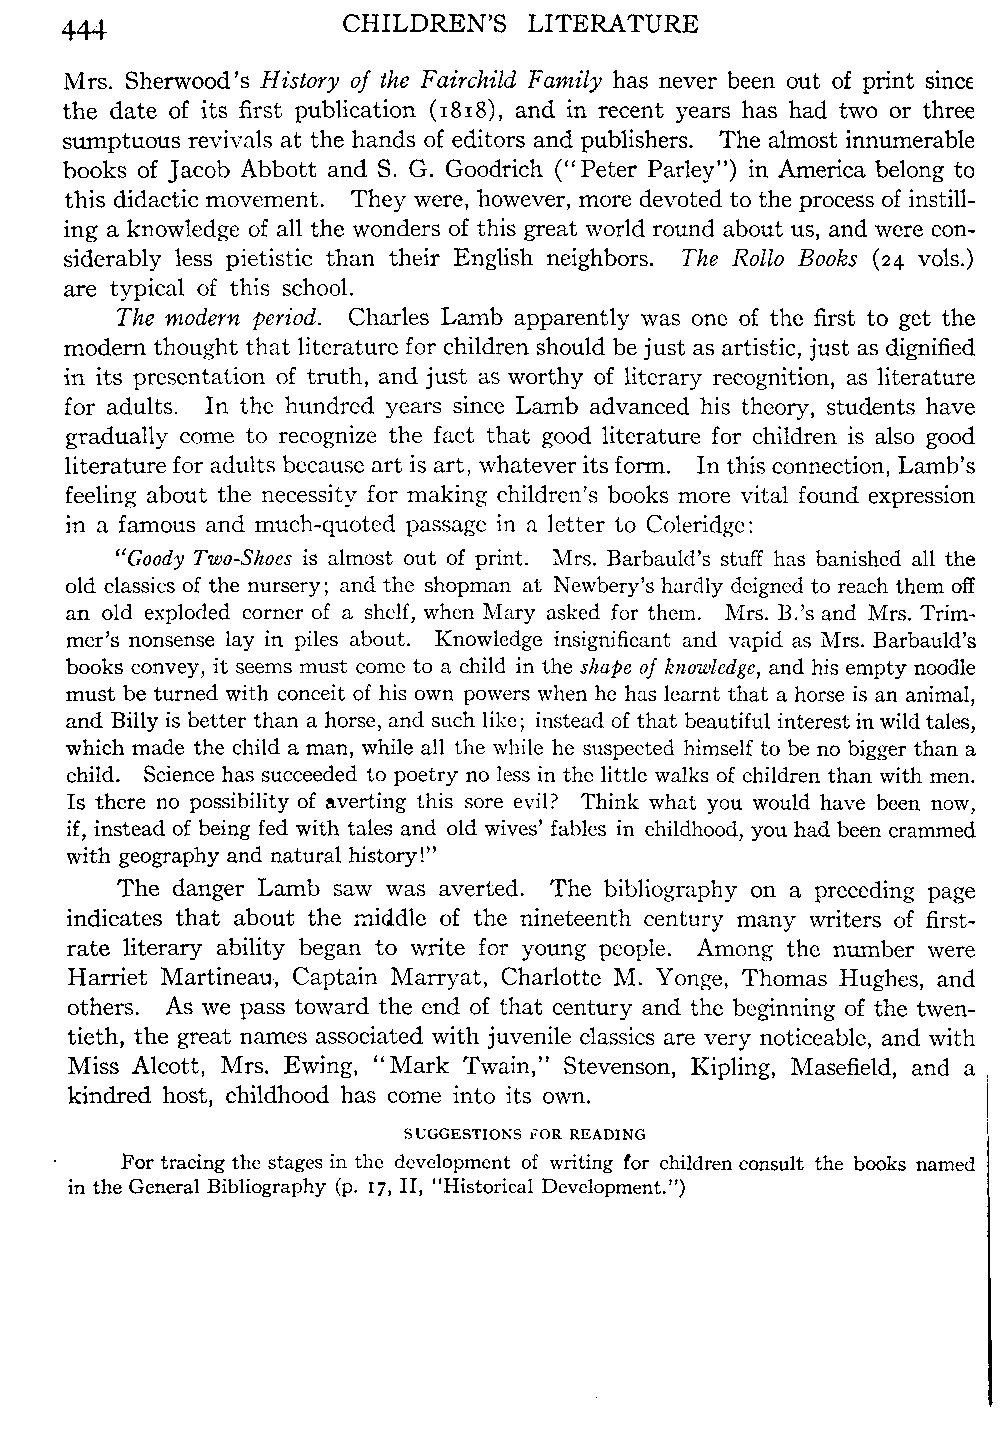 444 CHILDREN'S LITERATURE
Mrs. Sherwood's History of the Fairchild Family has never been out of print since
the date of its first publication (1818), and in recent years has had two or three
sumptuous revivals at the hands of editors and publishers. The almost innumerable
books of Jacob Abbott and S. G. Goodrich ("Peter Parley") in America belong to
this didactic movement. They were, however, more devoted to the process of instill-
ing a knowledge of all the wonders of this great world round about us, and were con-
siderably less pietistic than their English neighbors. The Rollo Books (24 vols.)
are typical of this school.
The modern period. Charles Lamb apparently was one of the first to get the
modern thought that literature for children should be just as artistic, just as dignified
in its presentation of truth, and just as worthy of literary recognition, as literature
for adults. In the hundred years since Lamb advanced his theory, students have
gradually come to recognize the fact that good literature for children is also good
literature for adults because art is art, whatever its form. In this connection, Lamb's
feeling about the necessity for making children's books more vital found expression
in a famous and much-quoted passage in a letter to Coleridge:
"Goody Two-Shoes is almost out of print. Mrs. Barbauld's stuff has banished all the
old classics of the nursery; and the shopman at Newbery's hardly deigned to reach them off
an old exploded corner of a shelf, when Mary asked for them. Mrs. B.'s and Mrs. Trim-
mer's nonsense lay in piles about. Knowledge insignificant and vapid as Mrs. Barbauld's
books convey, it seems must come to a child in the shape of knowledge, and his empty noodle
must be turned with conceit of his own powers when he has learnt that a horse is an animal,
and Billy is better than a horse, and such like; instead of that beautiful interest in wild tales,
which made the child a man, while all the while he suspected himself to be no bigger than a
child. Science has succeeded to poetry no less in the little walks of children than with men.
Is there no possibility of averting this sore evil? Think what you would have been now,
if, instead of being fed with tales and old wives' fables in childhood, you had been crammed
with geography and natural history!"
The danger Lamb saw was averted. The bibliography on a preceding page
indicates that about the middle of the nineteenth century many writers of first-
rate literary ability began to write for young people. Among the number were
Harriet Martineau, Captain Marryat, Charlotte M. Yonge, Thomas Hughes, and
others. As we pass toward the end of that century and the beginning of the twen-
tieth, the great names associated with juvenile classics are very noticeable, and with
Miss Alcott, Mrs. Ewing, "Mark Twain," Stevenson, Kipling, Masefield, and a
kindred host, childhood has come into its own.
SUGGESTIONS FOR READING
For tracing the stages in the development of writing for children consult the books named
in the General Bibliography (p. 17, II, "Historical Development.")